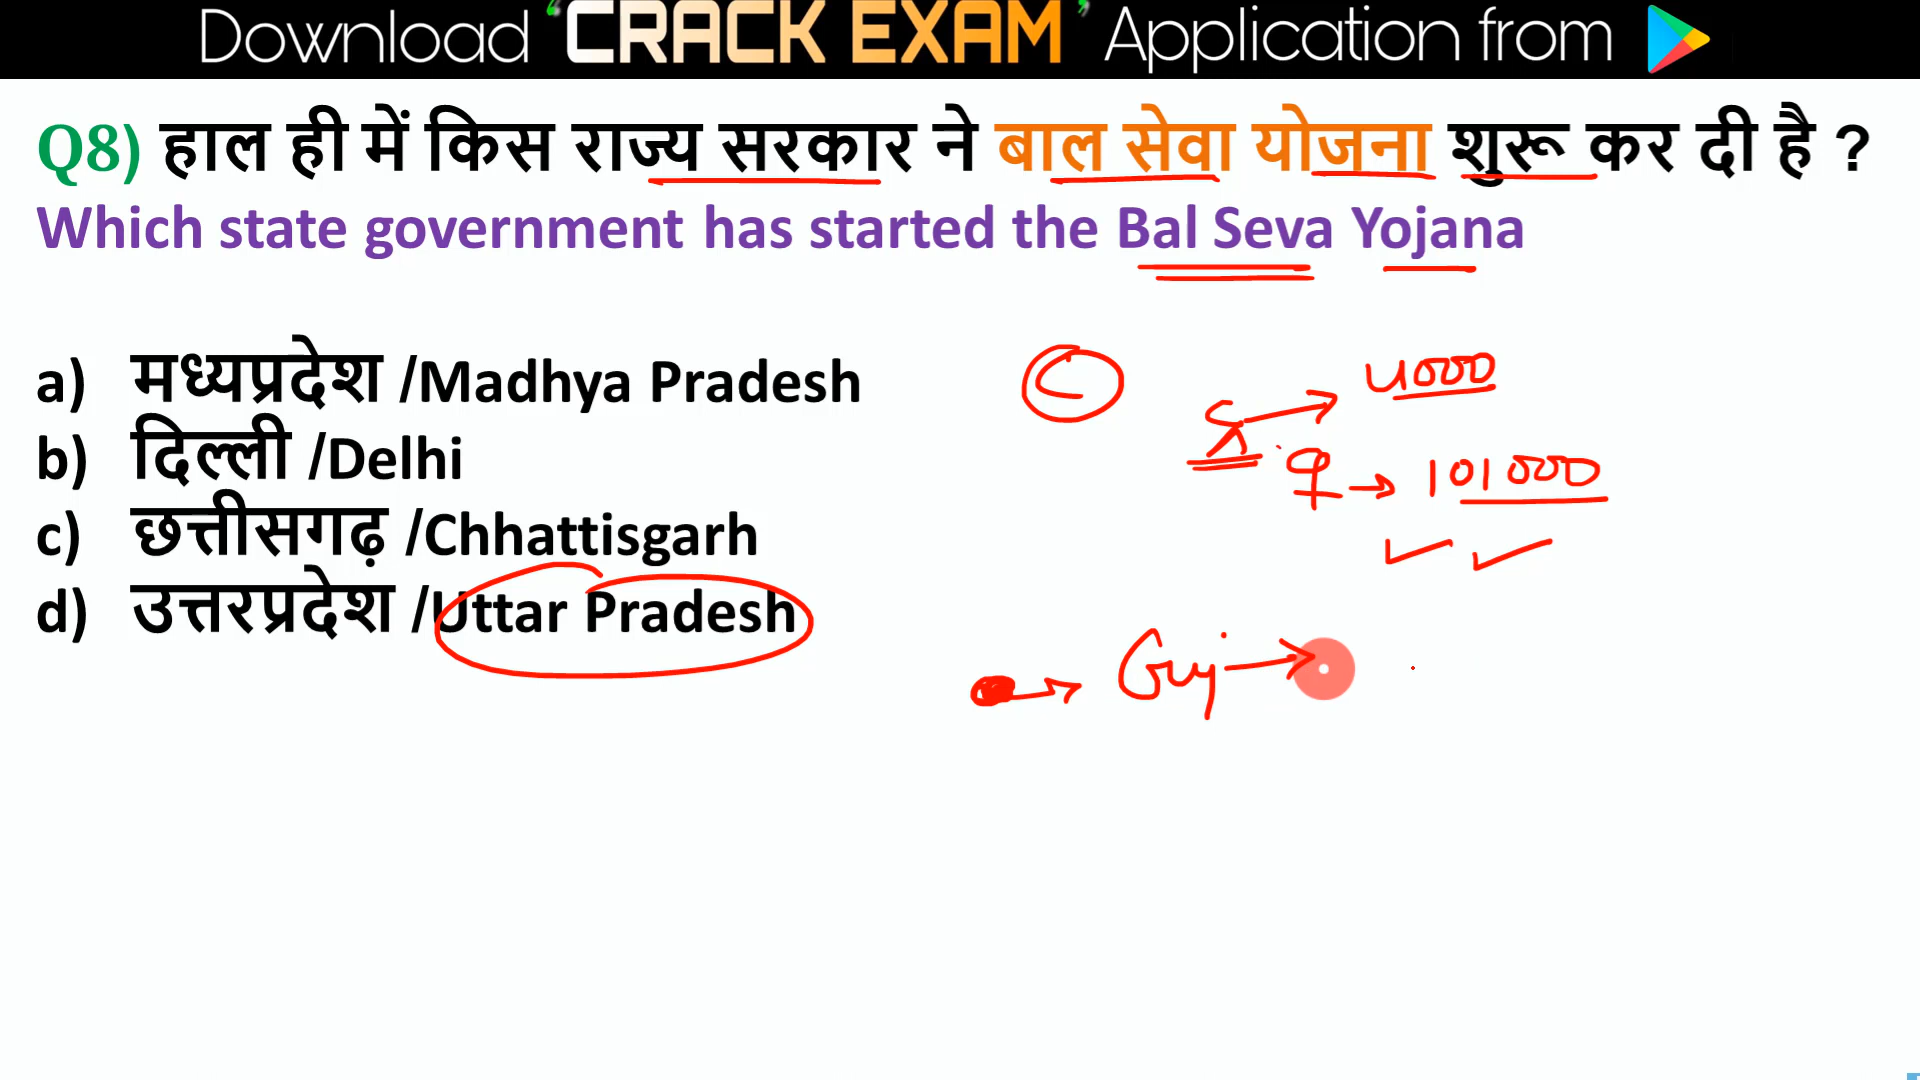 Download ‘CRACK EXAM’ Application from
Q8) हाल ही में किस राज्य सरकार ने बाल सेवा योजना शुरू कर दी है ?
Which state government has started the Bal Seva Yojana
a) मध्यप्रदेश /Madhya Pradesh
b) दिल्ली /Delhi
c) छत्तीसगढ़ /Chhattisgarh
d) उत्तरप्रदेश /Uttar Pradesh
C
4000
101000
Guj